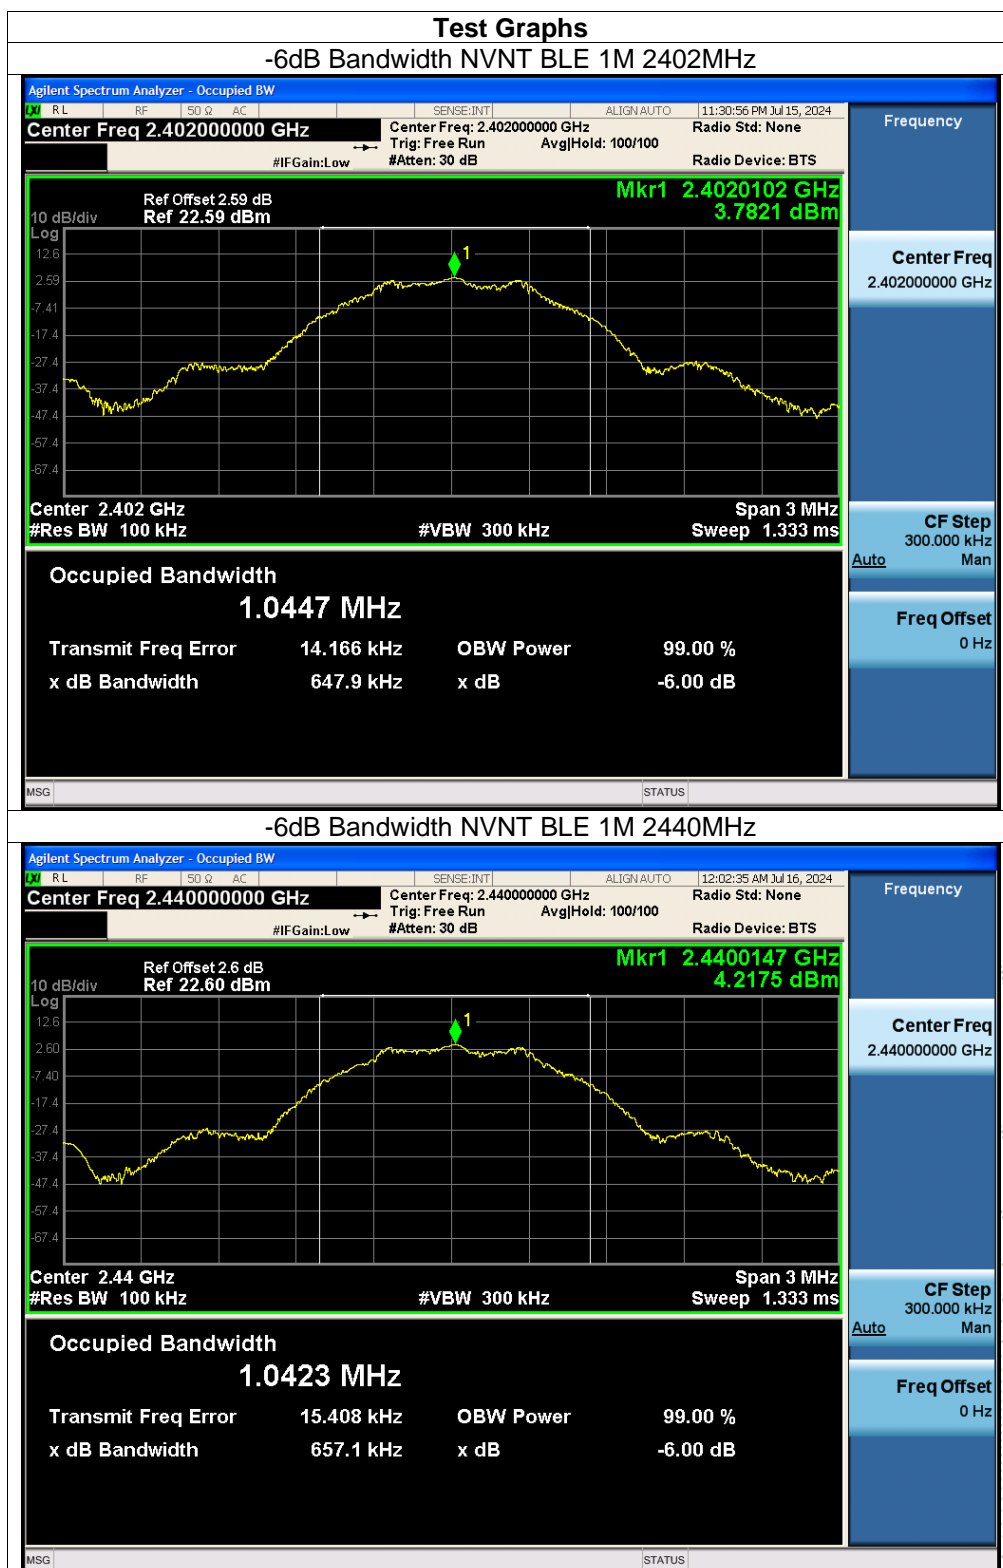 Test Graphs
-6dB Bandwidth NVNT BLE 1M 2402MHz
Agilent Spectrum Analyzer - Occupied BW
LXI RL RF 50 Ω AC SENSE:INT ALIGN AUTO 11:30:56 PM Jul 15, 2024
Center Freq 2.402000000 GHz
Center Freq: 2.402000000 GHz
Radio Std: None
Trig: Free Run Avg|Hold: 100/100
#IFGain:Low #Atten: 30 dB Radio Device: BTS
Frequency
Mkr1 2.4020102 GHz
3.7821 dBm
Ref Offset 2.59 dB
10 dB/div Ref 22.59 dBm
Log
1
12.6
2.59
-7.41
-17.4
-27.4
-37.4
-47.4
-57.4
-67.4
Center 2.402 GHz Span 3 MHz
#Res BW 100 kHz #VBW 300 kHz Sweep 1.333 ms
Center Freq
2.402000000 GHz
CF Step
300.000 kHz
Auto Man
Freq Offset
0 Hz
Occupied Bandwidth
1.0447 MHz
Transmit Freq Error 14.166 kHz OBW Power 99.00 %
x dB Bandwidth 647.9 kHz x dB -6.00 dB
MSG STATUS
-6dB Bandwidth NVNT BLE 1M 2440MHz
Agilent Spectrum Analyzer - Occupied BW
LXI RL RF 50 Ω AC SENSE:INT ALIGN AUTO 12:02:35 AM Jul 16, 2024
Center Freq 2.440000000 GHz
Center Freq: 2.440000000 GHz
Radio Std: None
Trig: Free Run Avg|Hold: 100/100
#IFGain:Low #Atten: 30 dB Radio Device: BTS
Frequency
Mkr1 2.4400147 GHz
4.2175 dBm
Ref Offset 2.6 dB
10 dB/div Ref 22.60 dBm
Log
1
12.6
2.60
-7.40
-17.4
-27.4
-37.4
-47.4
-57.4
-67.4
Center 2.44 GHz Span 3 MHz
#Res BW 100 kHz #VBW 300 kHz Sweep 1.333 ms
Center Freq
2.440000000 GHz
CF Step
300.000 kHz
Auto Man
Freq Offset
0 Hz
Occupied Bandwidth
1.0423 MHz
Transmit Freq Error 15.408 kHz OBW Power 99.00 %
x dB Bandwidth 657.1 kHz x dB -6.00 dB
MSG STATUS